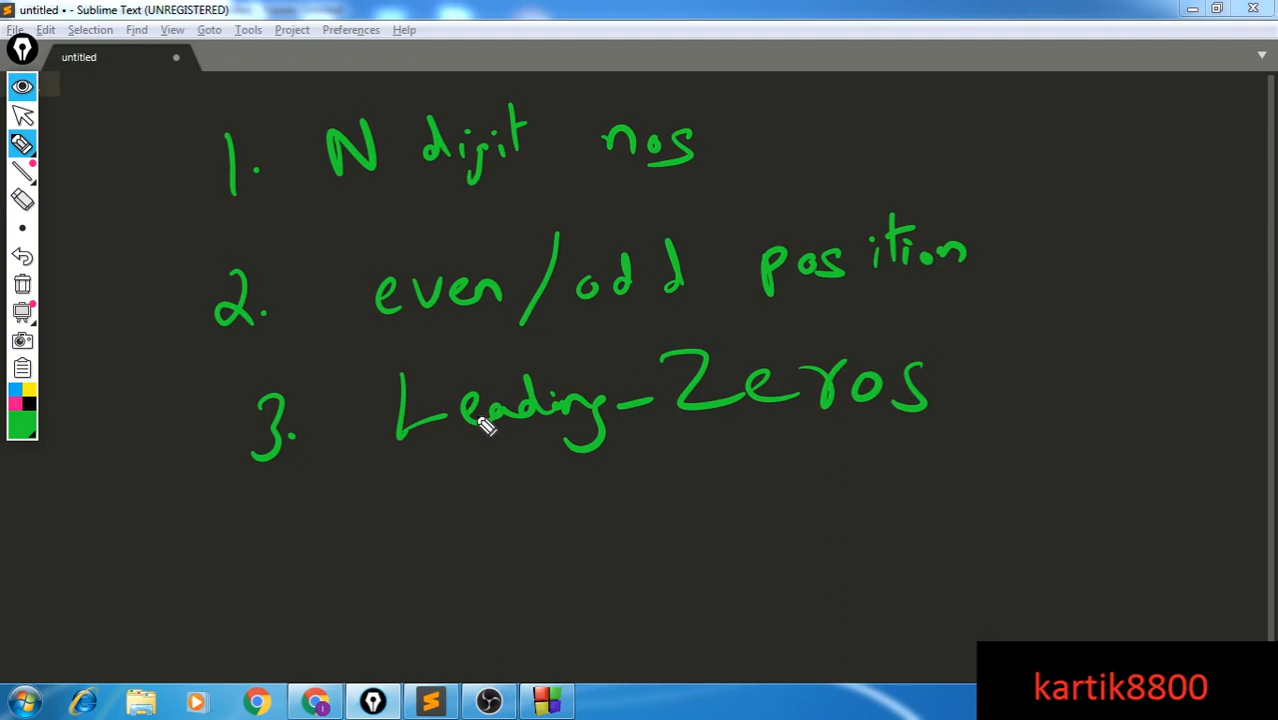 untitled • - Sublime Text (UNREGISTERED)
File Edit Selection Find View Goto Tools Project Preferences Help
untitled
1. N digit nos
2. even/odd position
3. Leading-Zeros
kartik8800